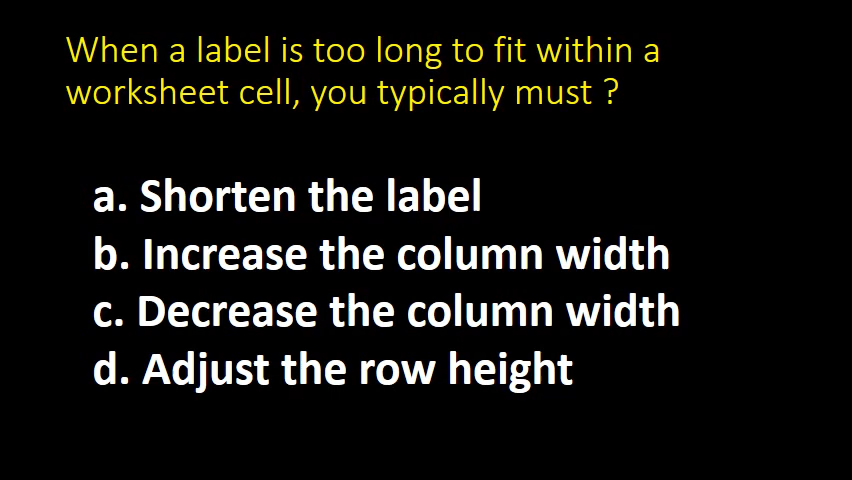 When a label is too long to fit within a
worksheet cell, you typically must ?
a. Shorten the label
b. Increase the column width
c. Decrease the column width
d. Adjust the row height